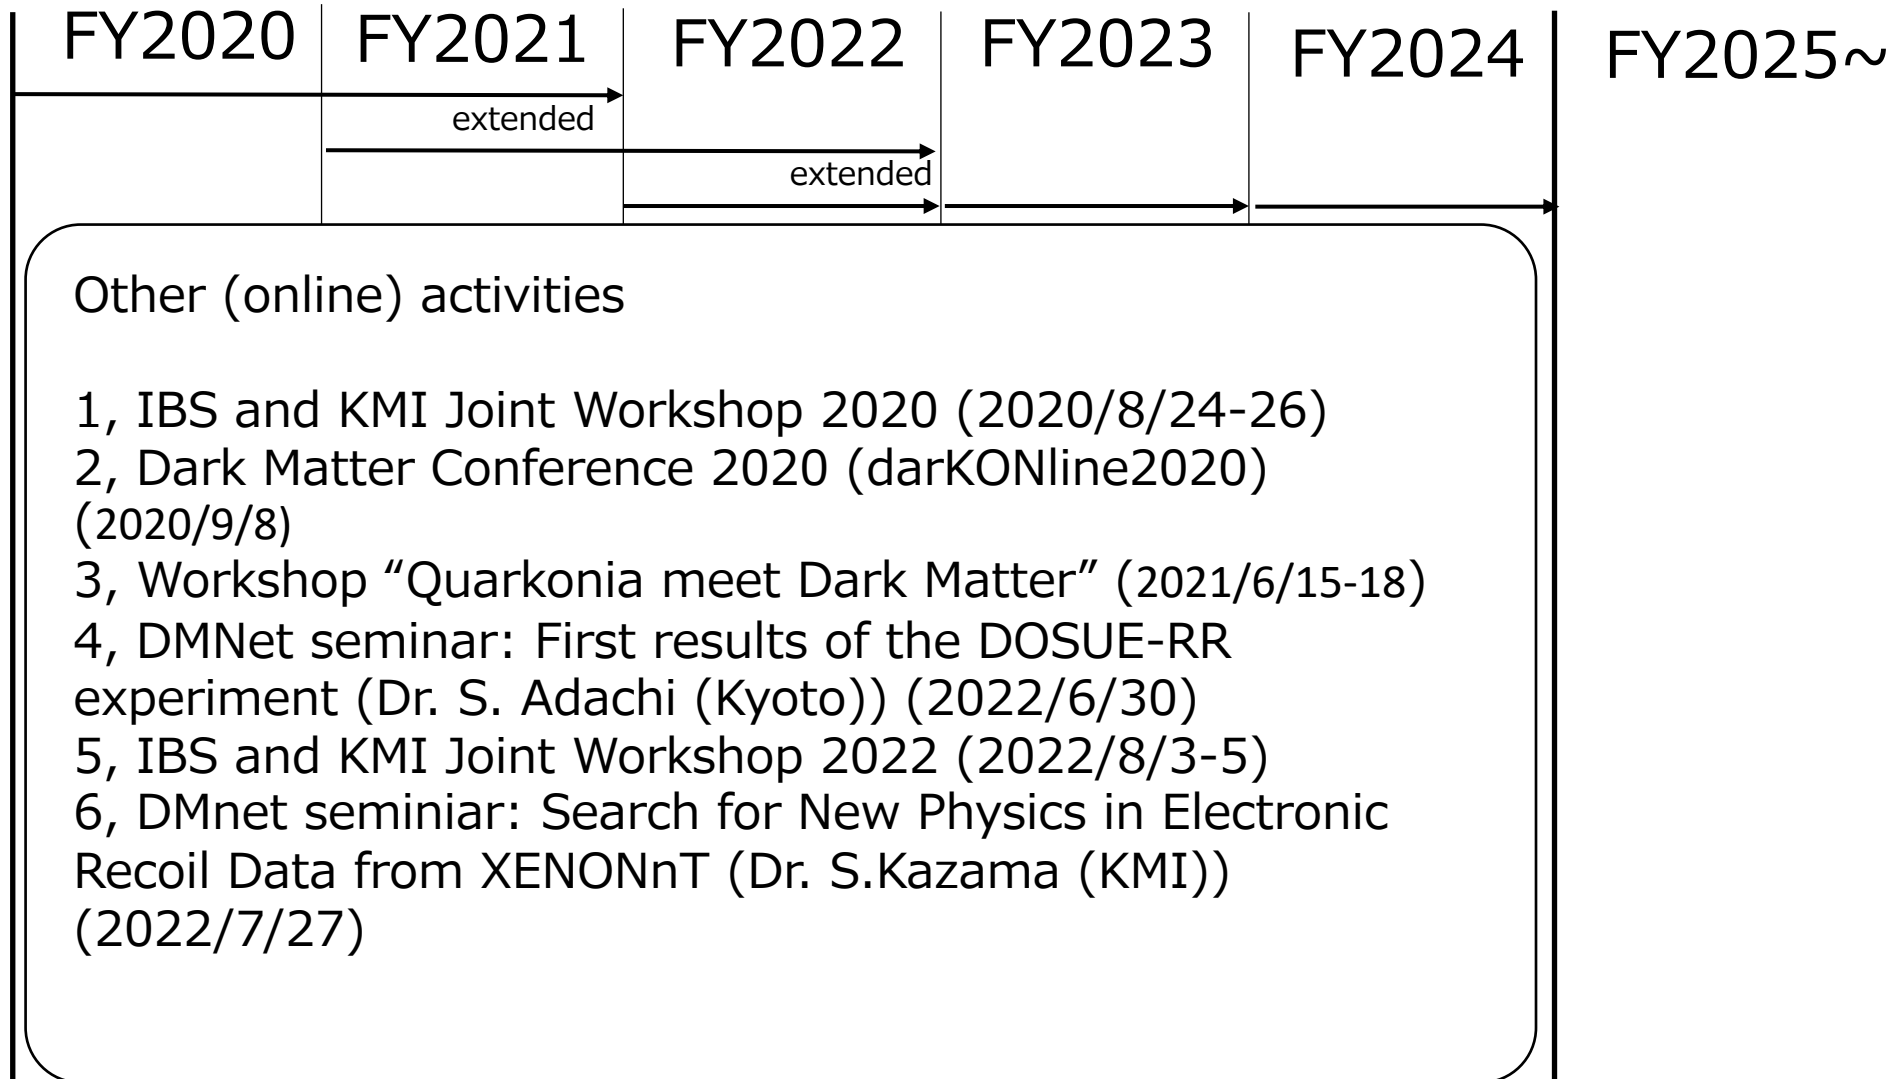 FY2020 FY2021 FY2022 FY2023 FY2024 FY2025~
extended
extended
Other (online) activities
1, IBS and KMI Joint Workshop 2020 (2020/8/24-26)
2, Dark Matter Conference 2020 (darKONline2020)
(2020/9/8)
3, Workshop “Quarkonia meet Dark Matter” (2021/6/15-18)
4, DMNet seminar: First results of the DOSUE-RR
experiment (Dr. S. Adachi (Kyoto)) (2022/6/30)
5, IBS and KMI Joint Workshop 2022 (2022/8/3-5)
6, DMnet seminiar: Search for New Physics in Electronic
Recoil Data from XENONnT (Dr. S.Kazama (KMI))
(2022/7/27)